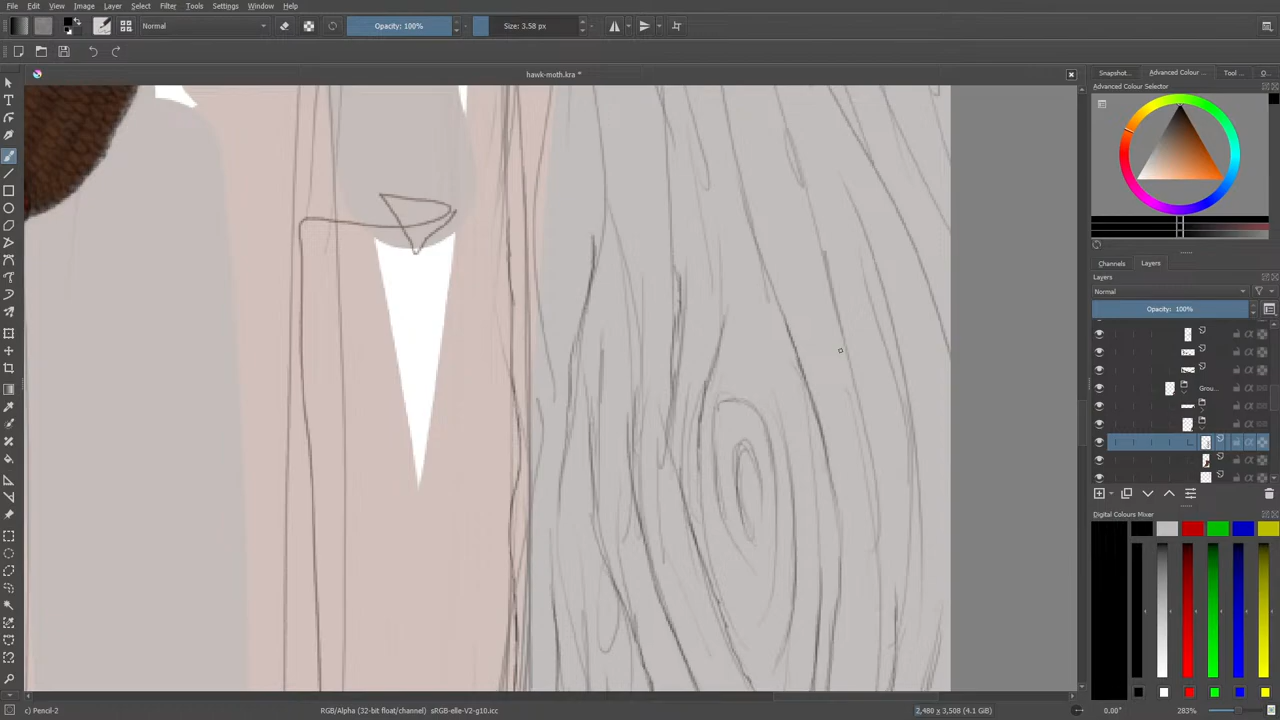 File Edit View Image Layer Select Filter Tools Settings Window Help
Normal Opacity: 100% Size: 3.58 px
hawk-moth.kra *
Snapshot... Advanced Colour ... Tool ... O...
Advanced Colour Selector
Channels Layers
Layers
Normal
Opacity: 100%
Grou...
Digital Colours Mixer
c) Pencil-2 RGB/Alpha (32-bit float/channel) sRGB-elle-V2-g10.icc 2,480 x 3,508 (4.1 GiB) 0.00° 283%